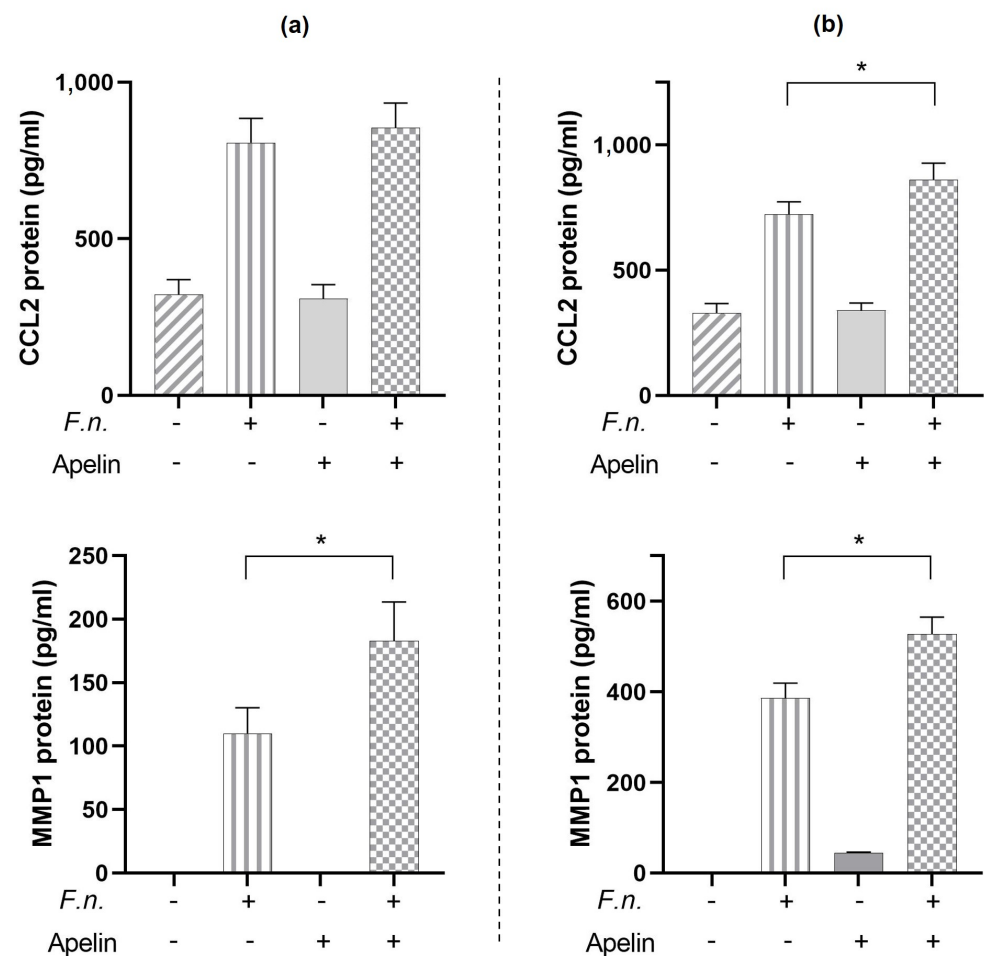 (a)
CCL2 protein (pg/ml)
1,000
500
0
F.n. - + - +
Apelin - - + +
(b)
*
CCL2 protein (pg/ml)
1,000
500
0
F.n. - + - +
Apelin - - + +
*
MMP1 protein (pg/ml)
250
200
150
100
50
0
F.n. - + - +
Apelin - - + +
*
MMP1 protein (pg/ml)
600
400
200
0
F.n. - + - +
Apelin - - + +